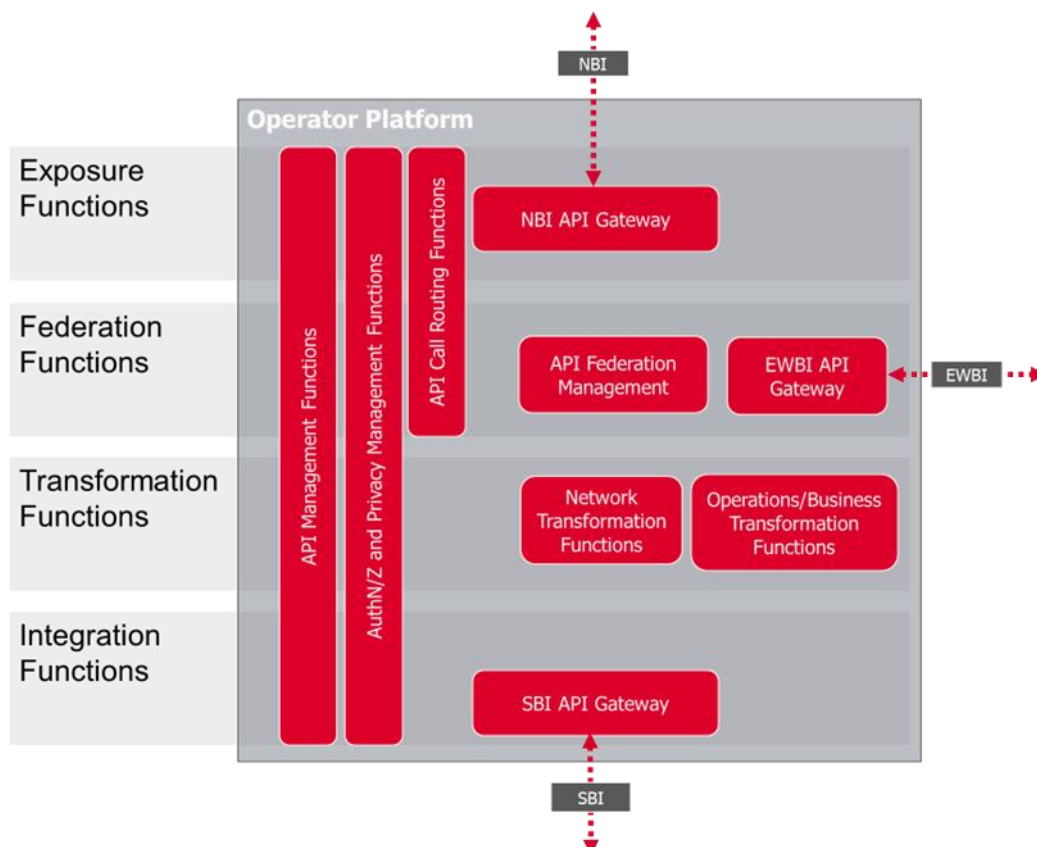 NBI
Operator Platform
Exposure
Functions
API Management Functions
AuthN/Z and Privacy Management Functions
API Call Routing Functions
NBI API Gateway
Federation
Functions
API Federation
Management
EWBI API
Gateway
EWBI
Transformation
Functions
Network
Transformation
Functions
Operations/Business
Transformation
Functions
Integration
Functions
SBI API Gateway
SBI